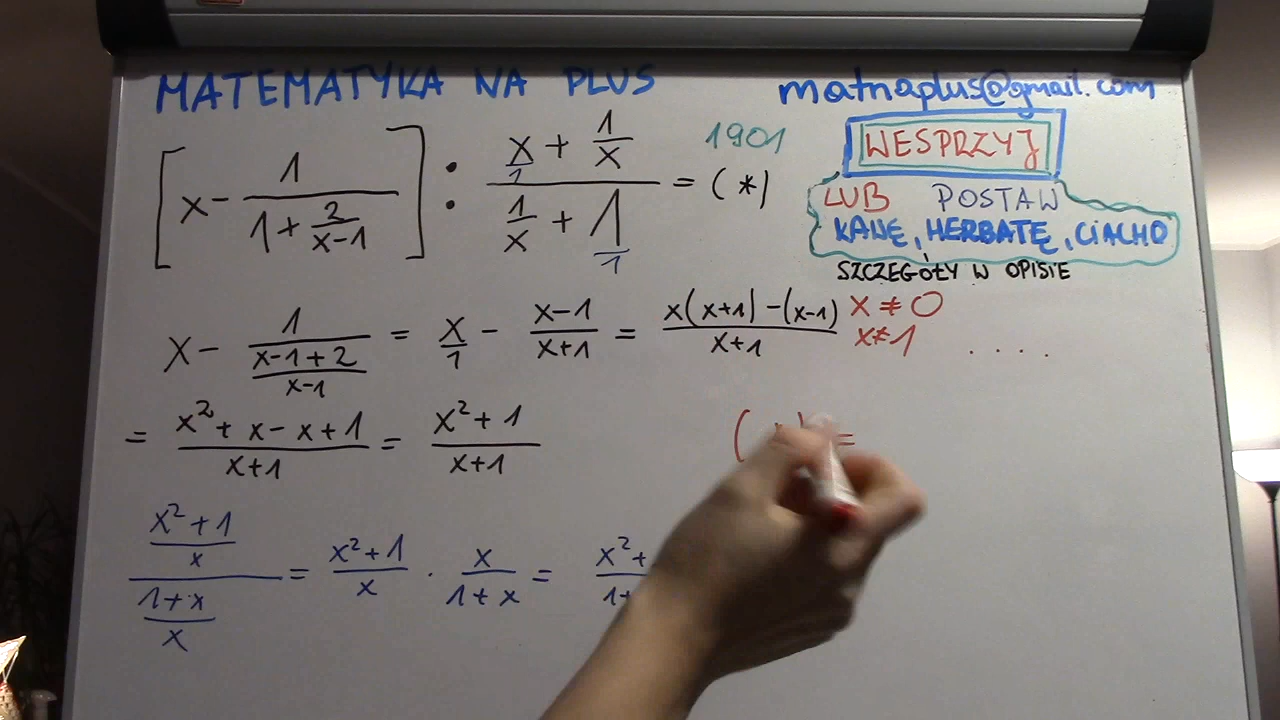 MATEMATYKA NA PLUS
matnaplus@gmail.com
[x - 1/(1 + 2/(x-1))] : (x/1 + 1/x)/(1/x + 1/1) = (*)
1901
WESPRZYJ
LUB POSTAW
KAWĘ, HERBATĘ, CIACHO
SZCZEGÓŁY W OPISIE
x - 1/((x-1+2)/(x-1)) = x/1 - (x-1)/(x+1) = (x(x+1)-(x-1))/(x+1)
x ≠ 0
x ≠ 1
. . . .
= (x²+x-x+1)/(x+1) = (x²+1)/(x+1)
((x²+1)/x)/((1+x)/x) = (x²+1)/x · x/(1+x) =